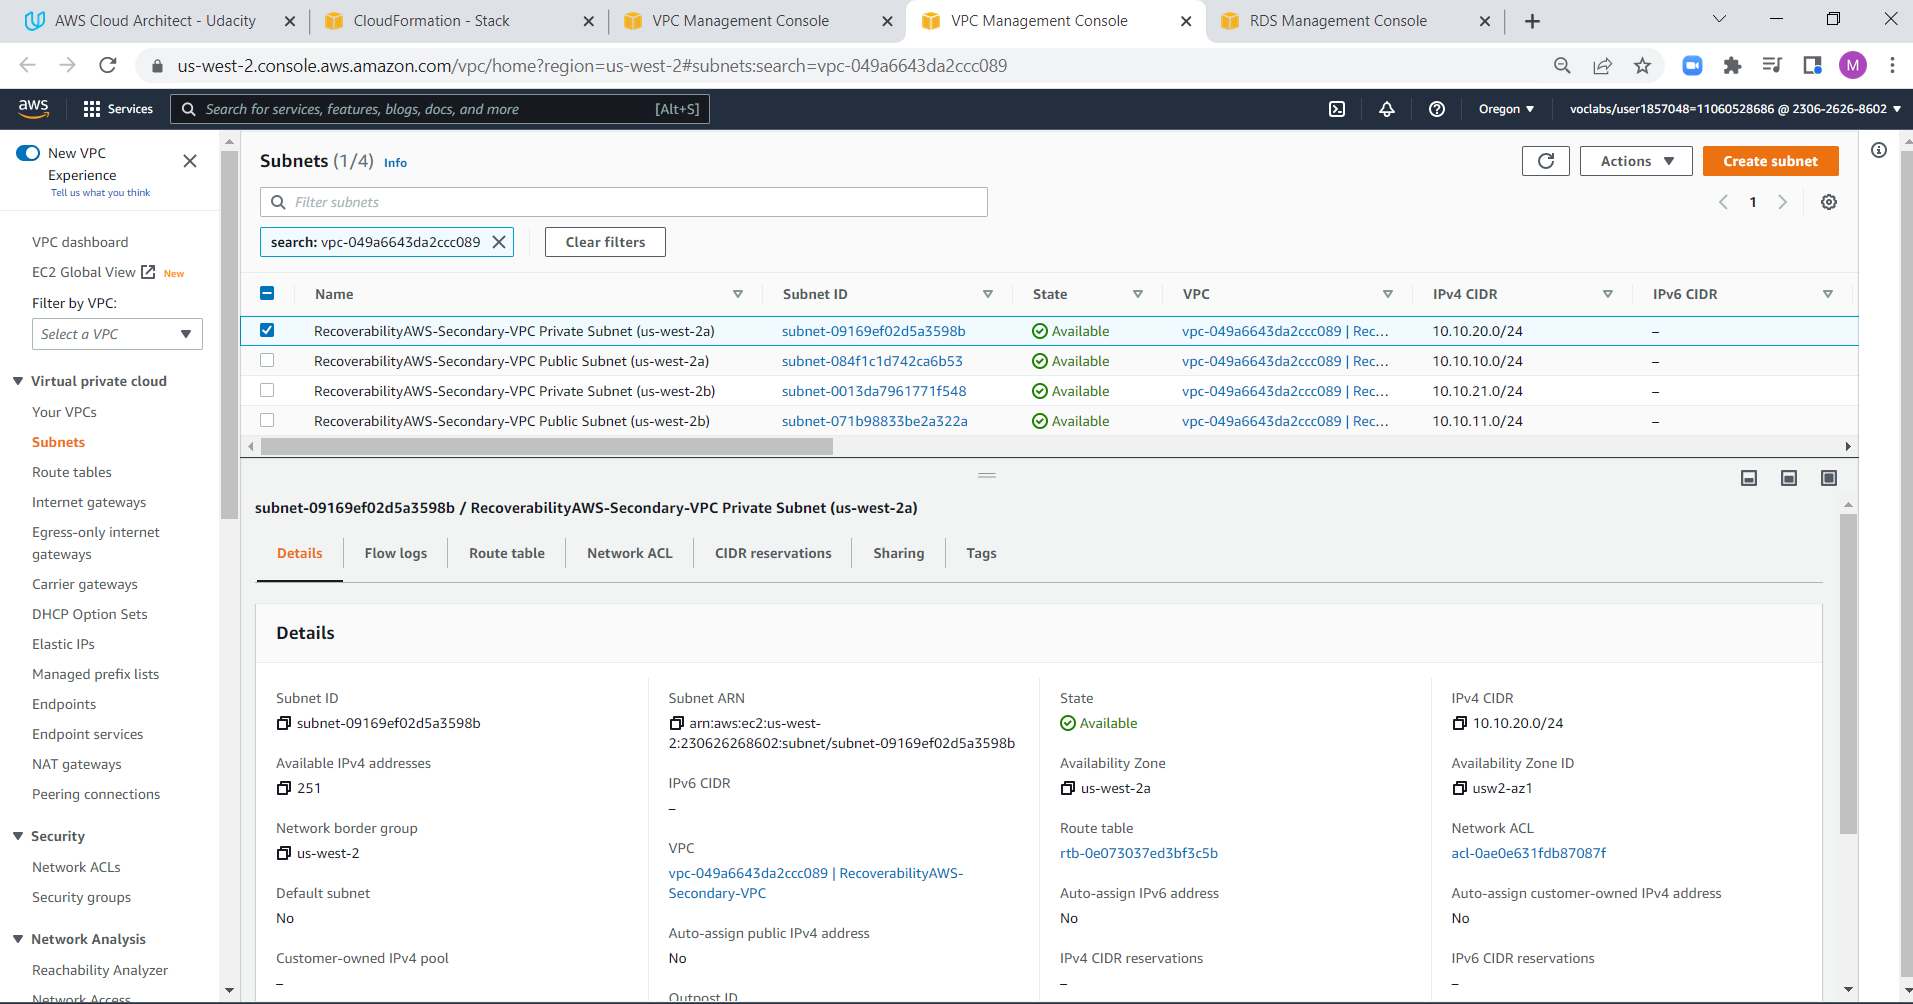 AWS Cloud Architect - Udacity
CloudFormation - Stack
VPC Management Console
VPC Management Console
RDS Management Console
us-west-2.console.aws.amazon.com/vpc/home?region=us-west-2#subnets:search=vpc-049a6643da2ccc089
M
aws
Services
Search for services, features, blogs, docs, and more
[Alt+S]
Oregon
voclabs/user1857048=11060528686 @ 2306-2626-8602
New VPC
Experience
Tell us what you think
VPC dashboard
EC2 Global View New
Filter by VPC:
Select a VPC
Virtual private cloud
Your VPCs
Subnets
Route tables
Internet gateways
Egress-only internet
gateways
Carrier gateways
DHCP Option Sets
Elastic IPs
Managed prefix lists
Endpoints
Endpoint services
NAT gateways
Peering connections
Security
Network ACLs
Security groups
Network Analysis
Reachability Analyzer
Network Access
Subnets (1/4) Info
Actions
Create subnet
Filter subnets
1
search: vpc-049a6643da2ccc089
Clear filters
Name Subnet ID State VPC IPv4 CIDR IPv6 CIDR
RecoverabilityAWS-Secondary-VPC Private Subnet (us-west-2a) subnet-09169ef02d5a3598b Available vpc-049a6643da2ccc089 | Rec... 10.10.20.0/24 –
RecoverabilityAWS-Secondary-VPC Public Subnet (us-west-2a) subnet-084f1c1d742ca6b53 Available vpc-049a6643da2ccc089 | Rec... 10.10.10.0/24 –
RecoverabilityAWS-Secondary-VPC Private Subnet (us-west-2b) subnet-0013da7961771f548 Available vpc-049a6643da2ccc089 | Rec... 10.10.21.0/24 –
RecoverabilityAWS-Secondary-VPC Public Subnet (us-west-2b) subnet-071b98833be2a322a Available vpc-049a6643da2ccc089 | Rec... 10.10.11.0/24 –
subnet-09169ef02d5a3598b / RecoverabilityAWS-Secondary-VPC Private Subnet (us-west-2a)
Details Flow logs Route table Network ACL CIDR reservations Sharing Tags
Details
Subnet ID
subnet-09169ef02d5a3598b
Available IPv4 addresses
251
Network border group
us-west-2
Default subnet
No
Customer-owned IPv4 pool
–
Subnet ARN
arn:aws:ec2:us-west-
2:230626268602:subnet/subnet-09169ef02d5a3598b
IPv6 CIDR
–
VPC
vpc-049a6643da2ccc089 | RecoverabilityAWS-
Secondary-VPC
Auto-assign public IPv4 address
No
Outpost ID
State
Available
Availability Zone
us-west-2a
Route table
rtb-0e073037ed3bf3c5b
Auto-assign IPv6 address
No
IPv4 CIDR reservations
–
IPv4 CIDR
10.10.20.0/24
Availability Zone ID
usw2-az1
Network ACL
acl-0ae0e631fdb87087f
Auto-assign customer-owned IPv4 address
No
IPv6 CIDR reservations
–